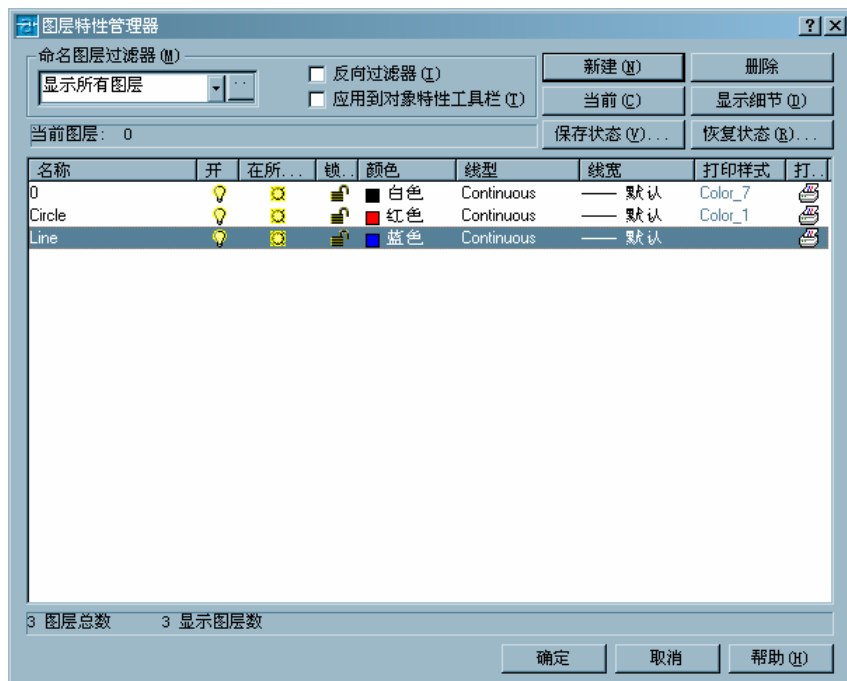 图层特性管理器
命名图层过滤器(M)
显示所有图层
...
反向过滤器(I)
应用到对象特性工具栏(T)
新建(N)
删除
当前(C)
显示细节(D)
保存状态(V)...
恢复状态(R)...
当前图层: 0
名称 开 在所... 锁.. 颜色 线型 线宽 打印样式 打..
0 白色 Continuous 默认 Color_7
Circle 红色 Continuous 默认 Color_1
Line 蓝色 Continuous 默认
3 图层总数 3 显示图层数
确定 取消 帮助(H)